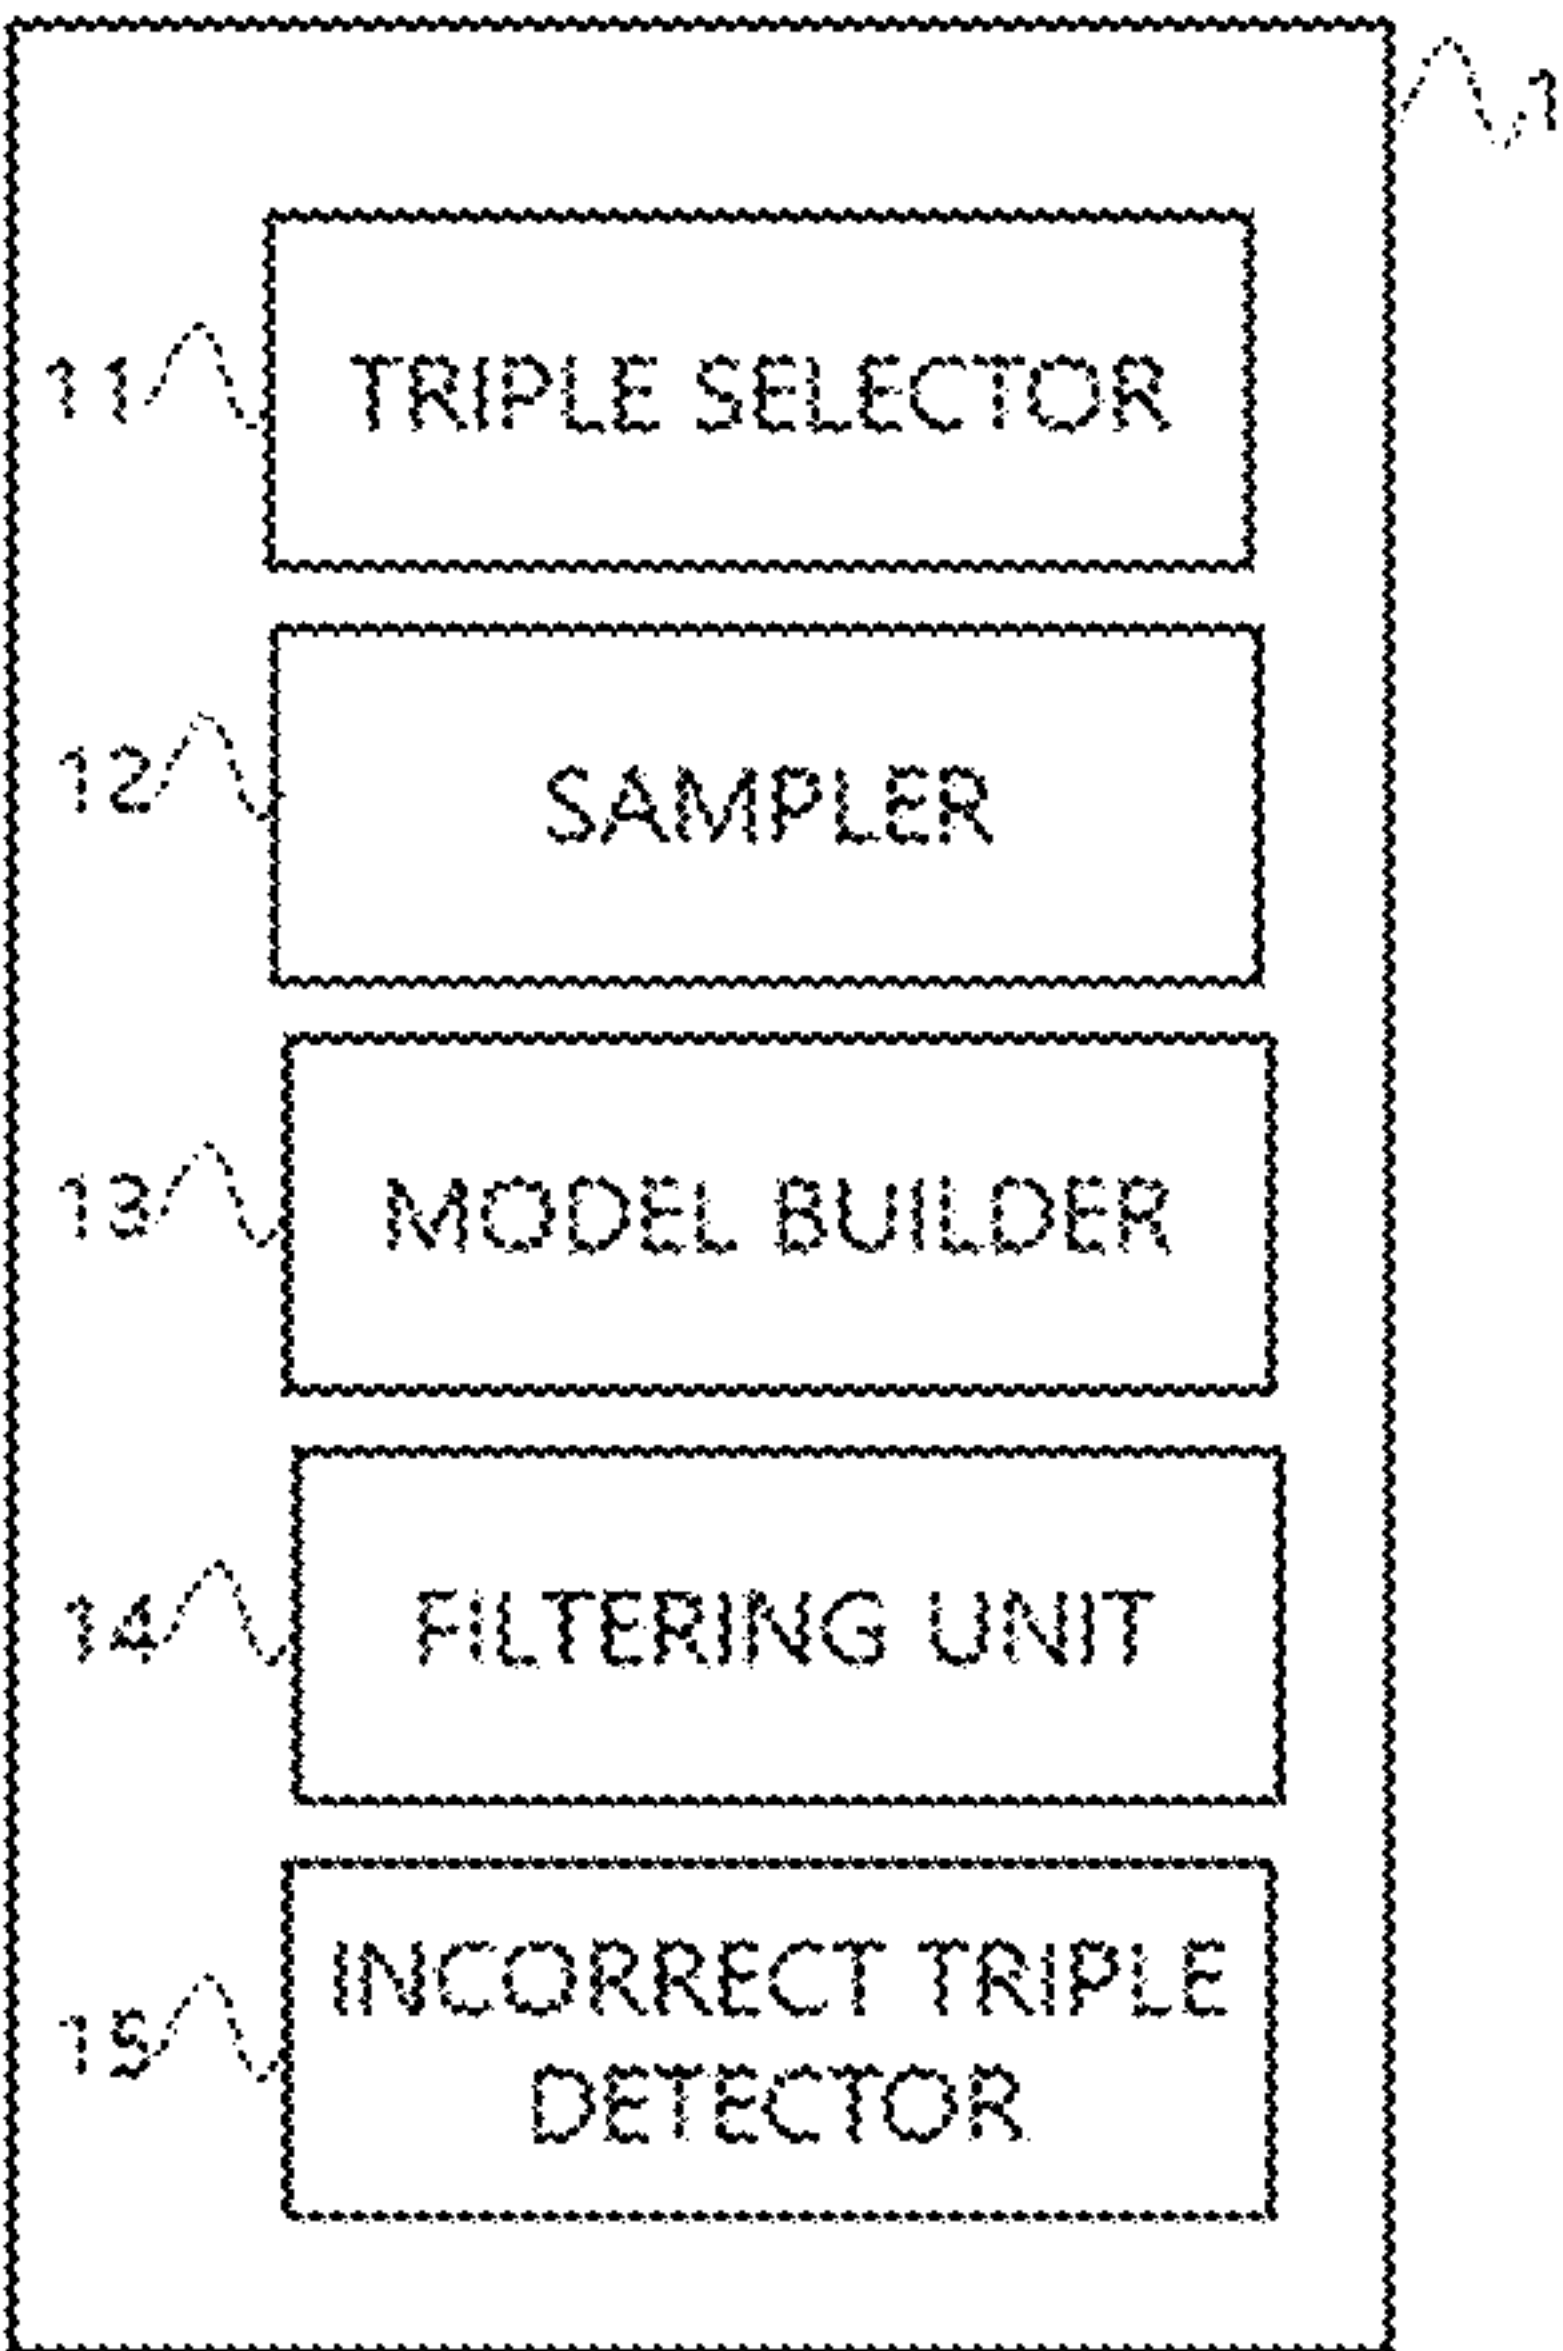 1
11 TRIPLE SELECTOR
12 SAMPLER
13 MODEL BUILDER
14 FILTERING UNIT
15 INCORRECT TRIPLE
DETECTOR